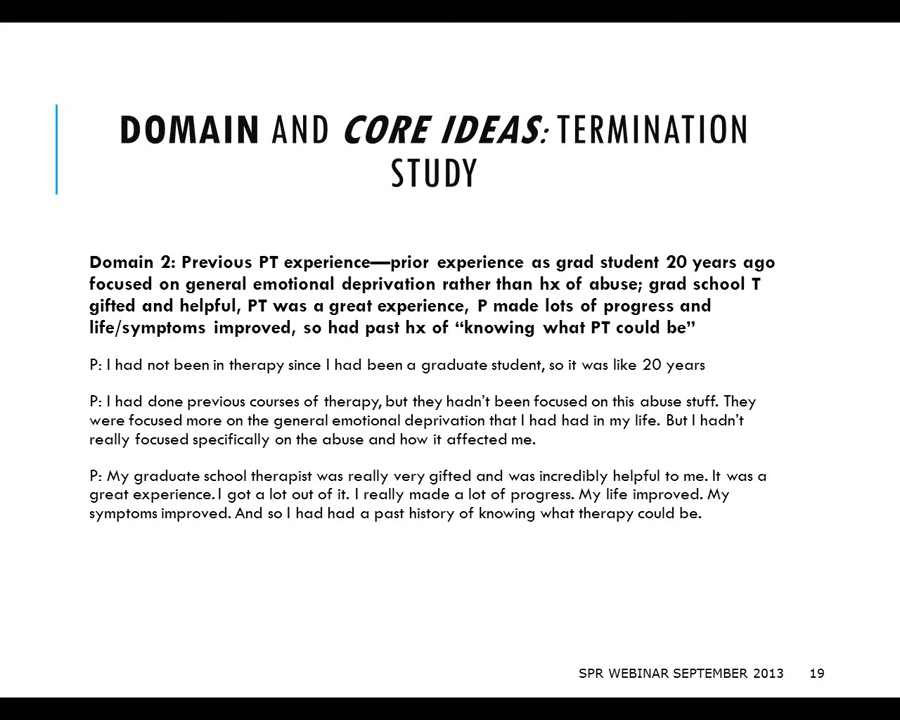 DOMAIN AND CORE IDEAS: TERMINATION
STUDY
Domain 2: Previous PT experience—prior experience as grad student 20 years ago
focused on general emotional deprivation rather than hx of abuse; grad school T
gifted and helpful, PT was a great experience, P made lots of progress and
life/symptoms improved, so had past hx of “knowing what PT could be”
P: I had not been in therapy since I had been a graduate student, so it was like 20 years
P: I had done previous courses of therapy, but they hadn’t been focused on this abuse stuff. They
were focused more on the general emotional deprivation that I had had in my life. But I hadn’t
really focused specifically on the abuse and how it affected me.
P: My graduate school therapist was really very gifted and was incredibly helpful to me. It was a
great experience. I got a lot out of it. I really made a lot of progress. My life improved. My
symptoms improved. And so I had had a past history of knowing what therapy could be.
SPR WEBINAR SEPTEMBER 2013 19